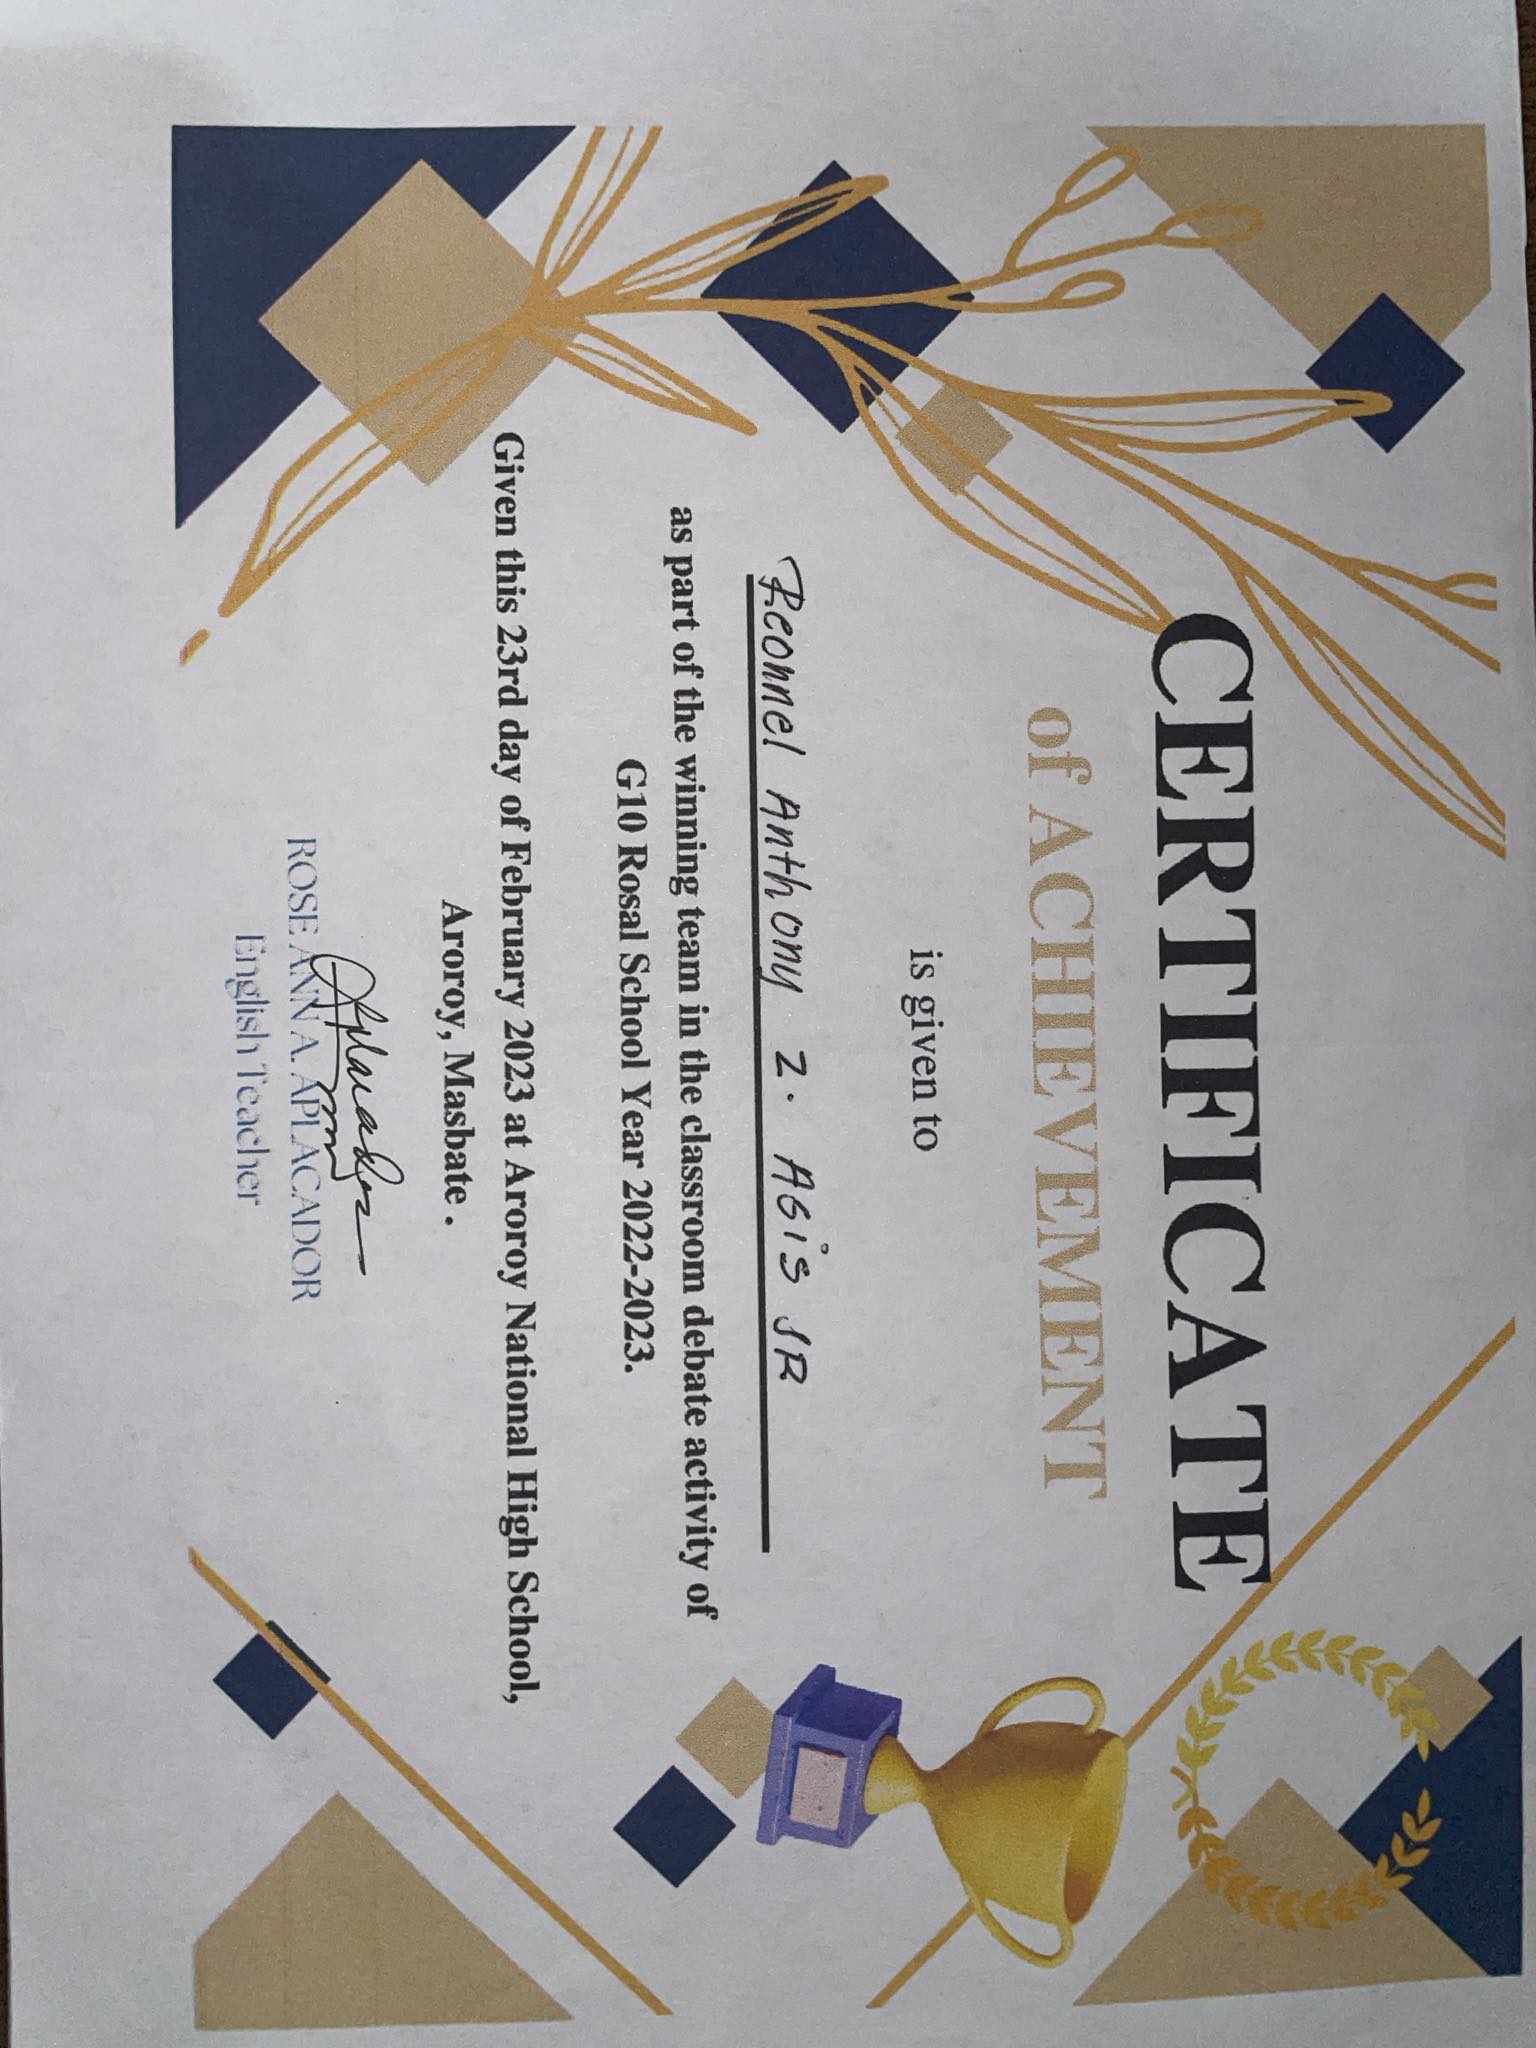 CERTIFICATE
of ACHIEVEMENT
is given to
Reonnel Anthony Z. AGiS JR
as part of the winning team in the classroom debate activity of
G10 Rosal School Year 2022-2023.
Given this 23rd day of February 2023 at Aroroy National High School,
Aroroy, Masbate .
ROSE ANN A. APLACADOR
English Teacher